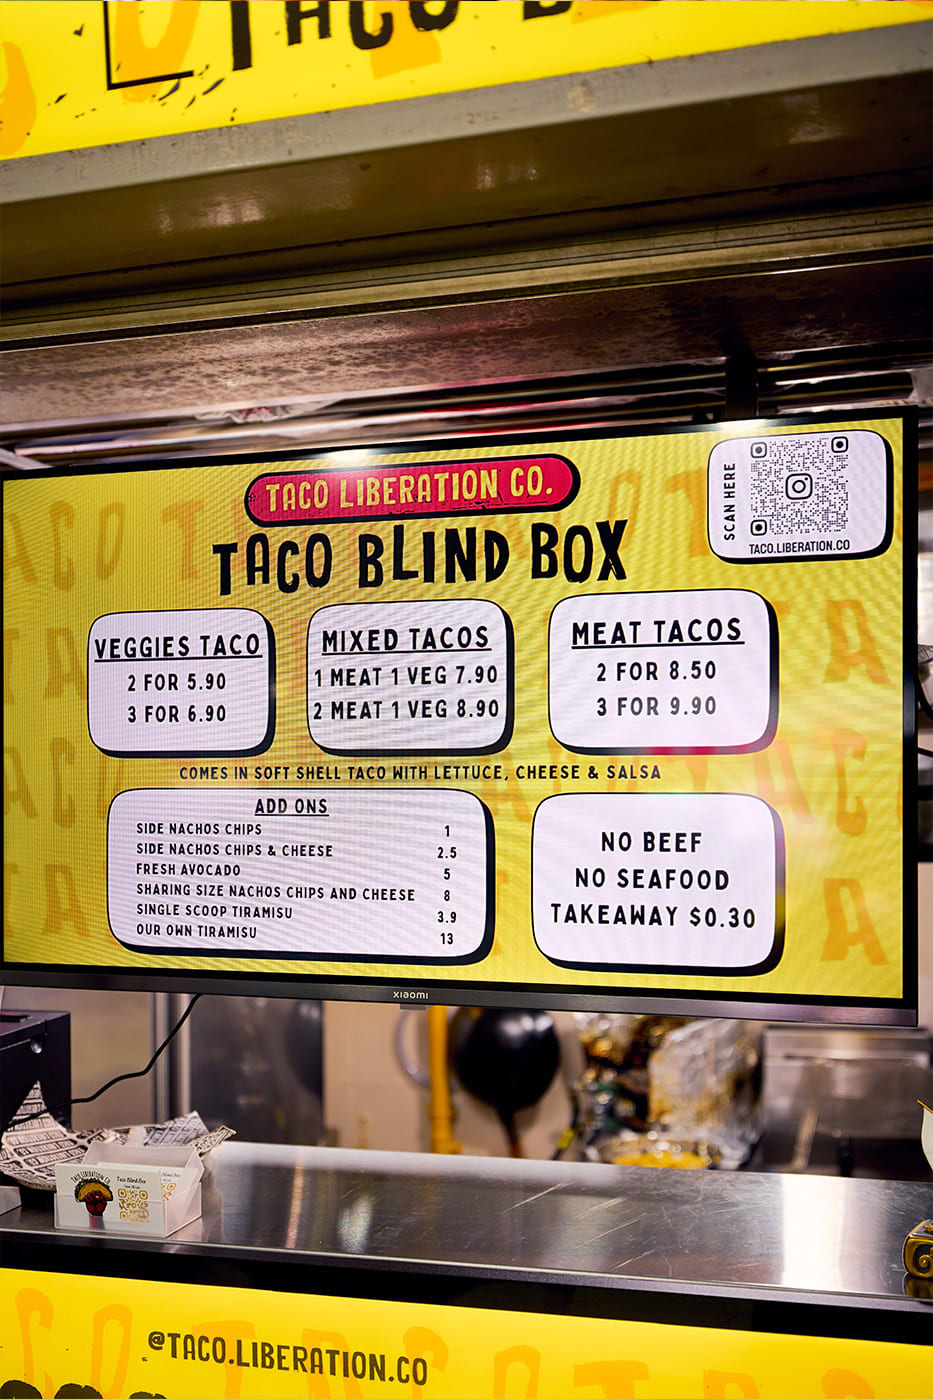 TACO
TACO LIBERATION CO.
TACO BLIND BOX
SCAN HERE
TACO.LIBERATION.CO
VEGGIES TACO
2 FOR 5.90
3 FOR 6.90
MIXED TACOS
1 MEAT 1 VEG 7.90
2 MEAT 1 VEG 8.90
MEAT TACOS
2 FOR 8.50
3 FOR 9.90
COMES IN SOFT SHELL TACO WITH LETTUCE, CHEESE & SALSA
ADD ONS
SIDE NACHOS CHIPS 1
SIDE NACHOS CHIPS & CHEESE 2.5
FRESH AVOCADO 5
SHARING SIZE NACHOS CHIPS AND CHEESE 8
SINGLE SCOOP TIRAMISU 3.9
OUR OWN TIRAMISU 13
NO BEEF
NO SEAFOOD
TAKEAWAY $0.30
xiaomi
TACO LIBERATION CO.
Taco Blind Box
@TACO.LIBERATION.CO